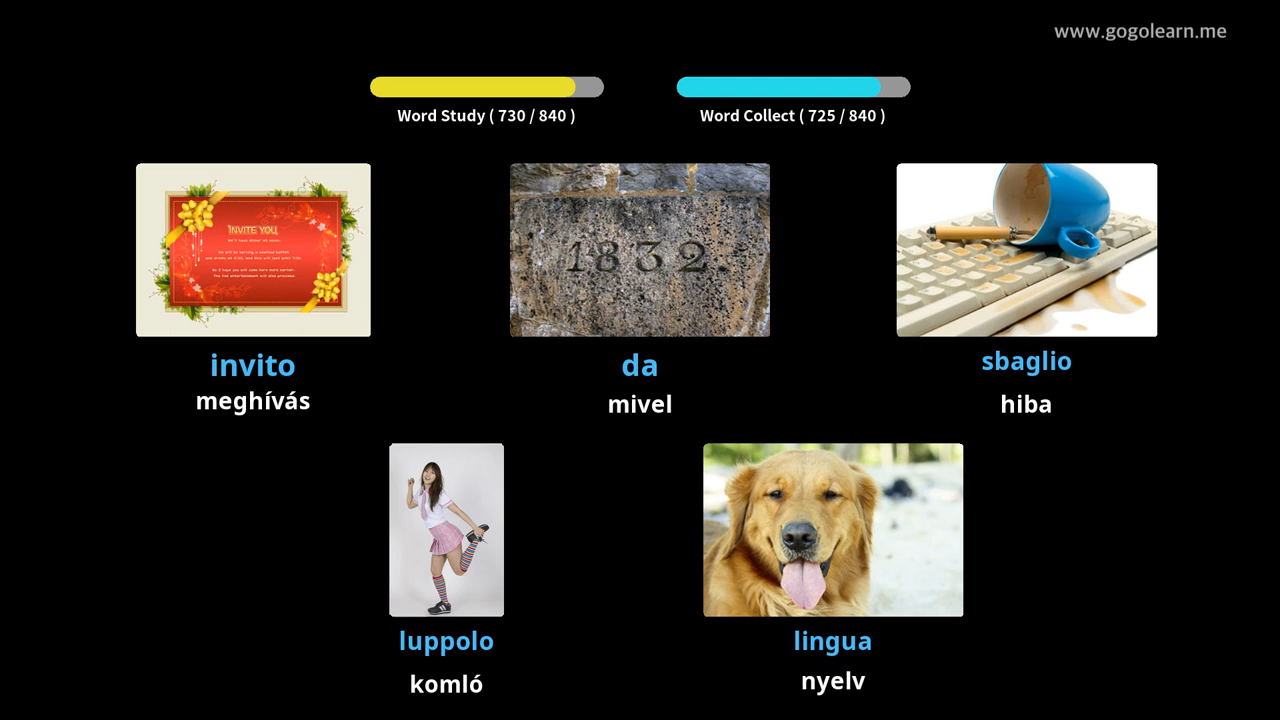 www.gogolearn.me
Word Study ( 730 / 840 )
Word Collect ( 725 / 840 )
INVITE YOU
1832
invito
meghívás
da
mivel
sbaglio
hiba
luppolo
komló
lingua
nyelv